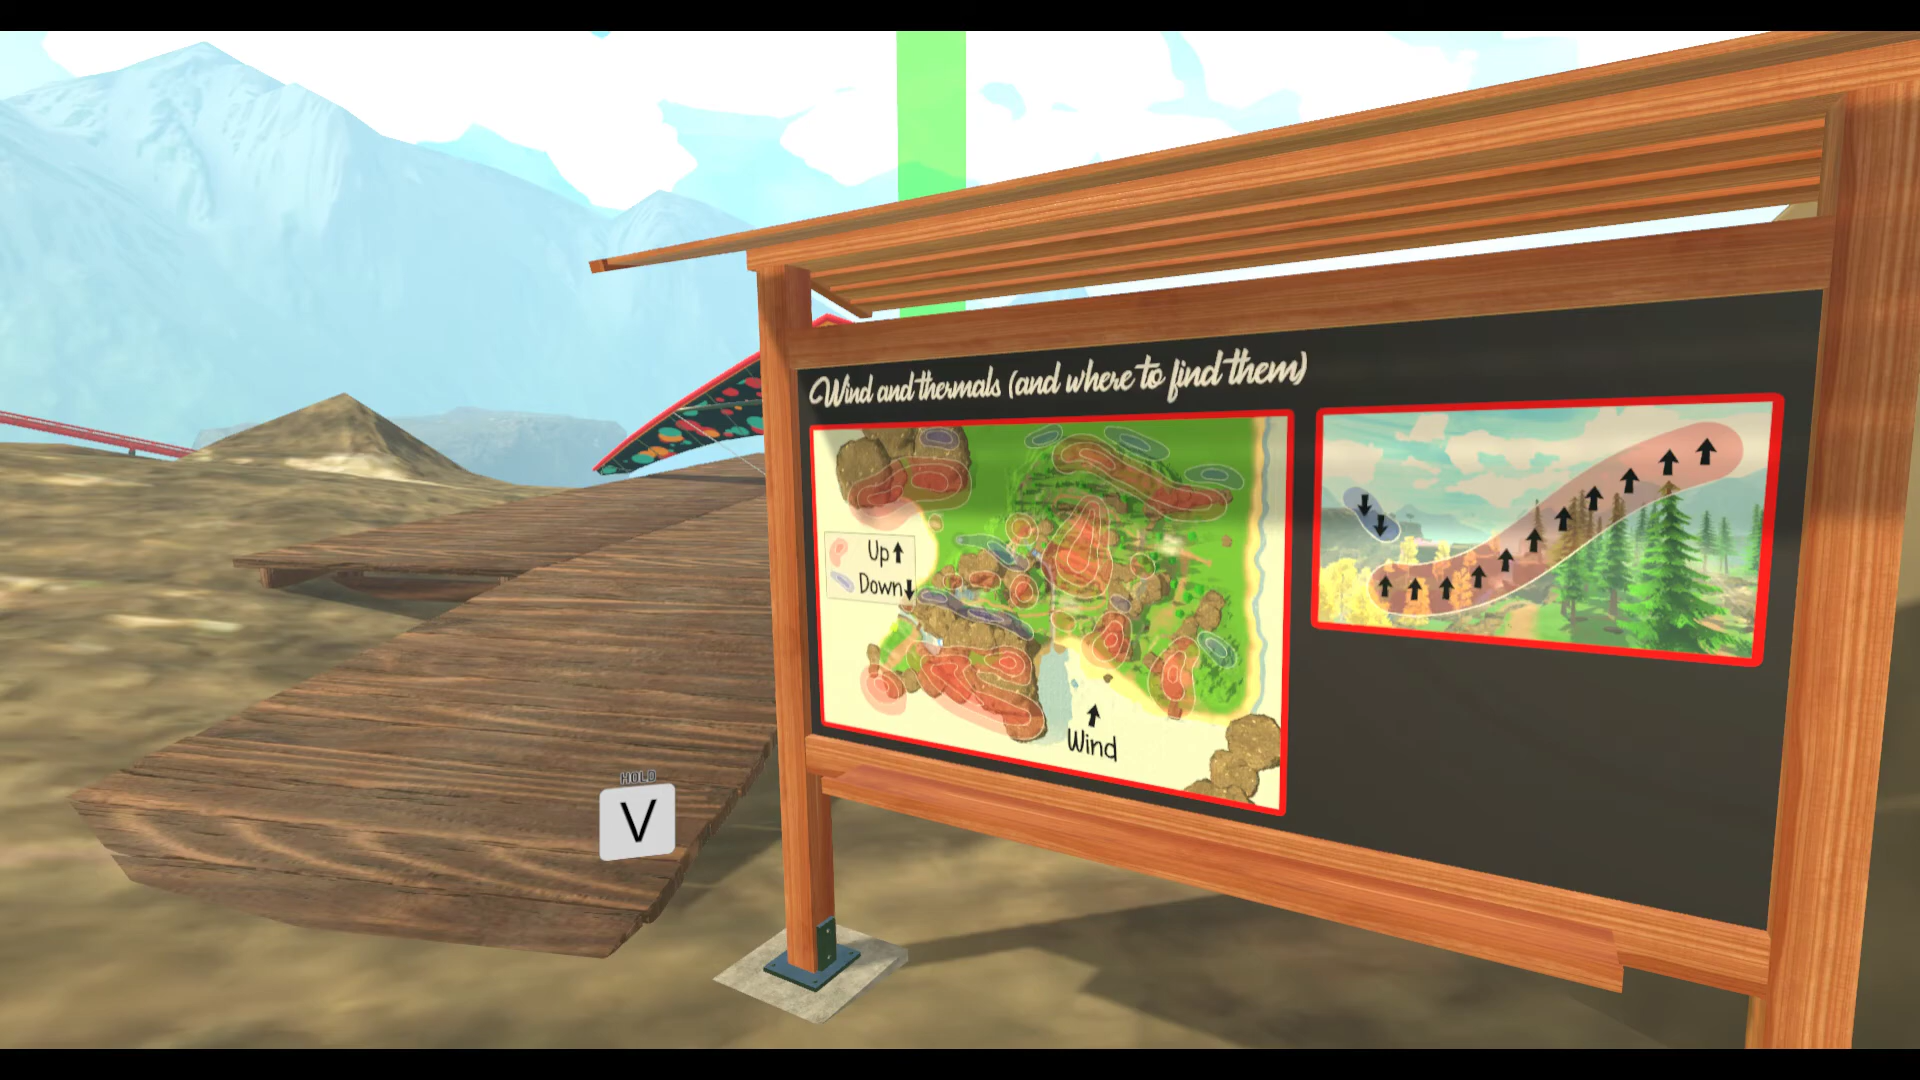 Wind and thermals (and where to find them)
Up
Down
Wind
HOLD
V